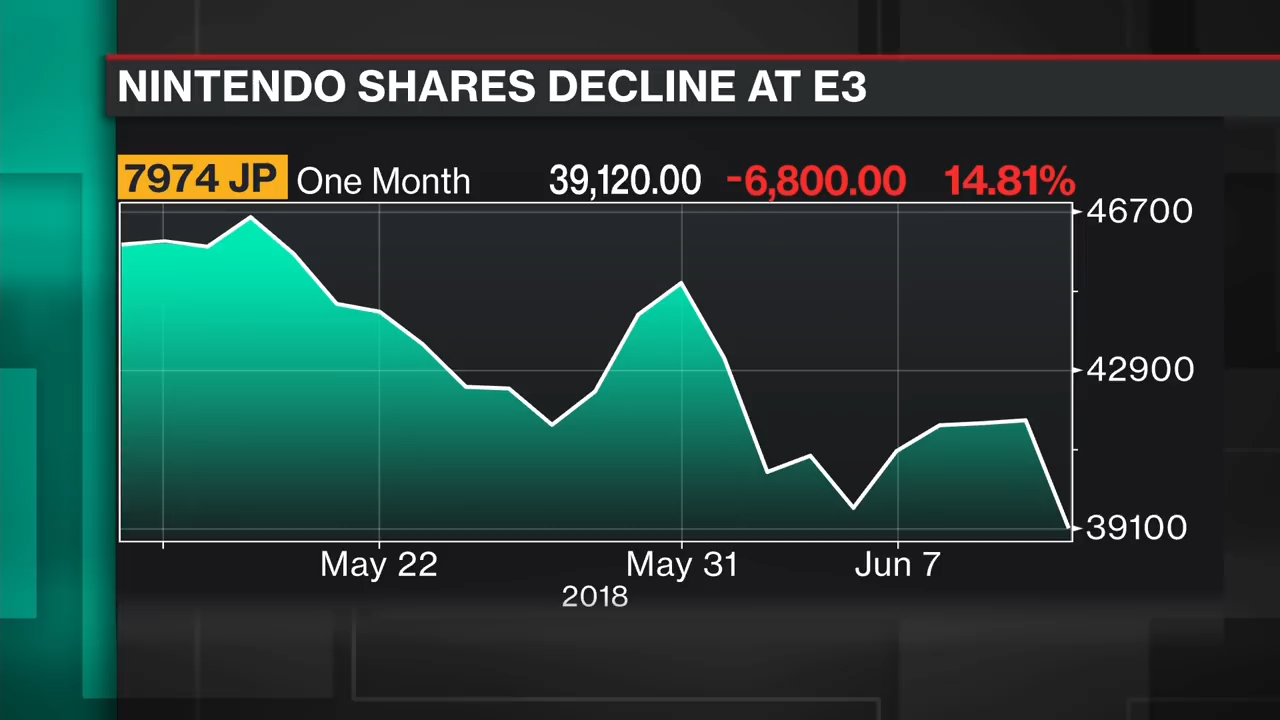 NINTENDO SHARES DECLINE AT E3
7974 JP One Month 39,120.00 -6,800.00 14.81%
46700
42900
39100
May 22 May 31 Jun 7
2018